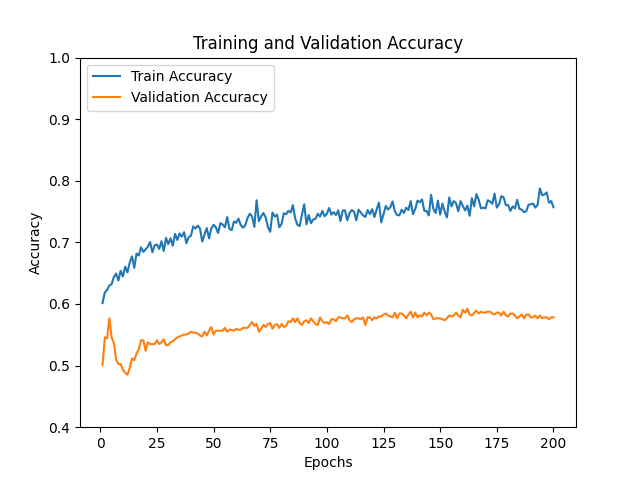 Training and Validation Accuracy
Train Accuracy
Validation Accuracy
Accuracy
1.0
0.9
0.8
0.7
0.6
0.5
0.4
0 25 50 75 100 125 150 175 200
Epochs